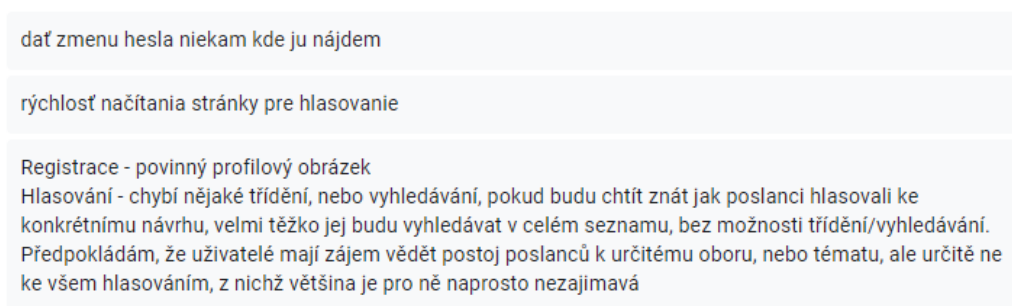 dať zmenu hesla niekam kde ju nájdem
rýchlosť načítania stránky pre hlasovanie
Registrace - povinný profilový obrázek
Hlasování - chybí nějaké třídění, nebo vyhledávání, pokud budu chtít znát jak poslanci hlasovali ke
konkrétnímu návrhu, velmi těžko jej budu vyhledávat v celém seznamu, bez možnosti třídění/vyhledávání.
Předpokládám, že uživatelé mají zájem vědět postoj poslanců k určitému oboru, nebo tématu, ale určitě ne
ke všem hlasováním, z nichž většina je pro ně naprosto nezajimavá